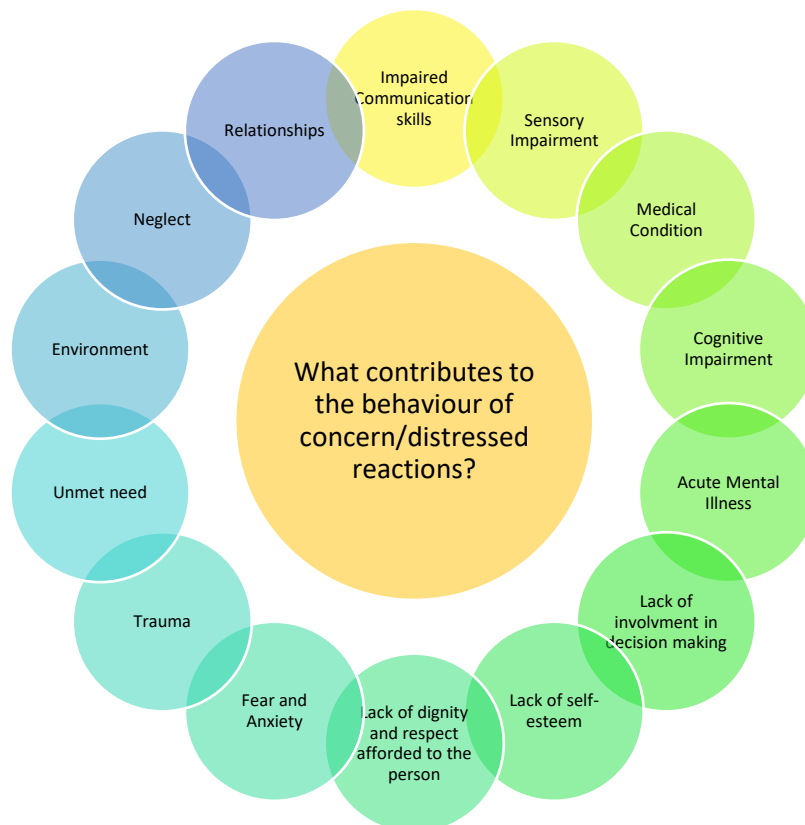 What contributes to
the behaviour of
concern/distressed
reactions?
Impaired
Communication
skills
Sensory
Impairment
Medical
Condition
Cognitive
Impairment
Acute Mental
Illness
Lack of
involvment in
decision making
Lack of self-
esteem
Lack of dignity
and respect
afforded to the
person
Fear and
Anxiety
Trauma
Unmet need
Environment
Neglect
Relationships